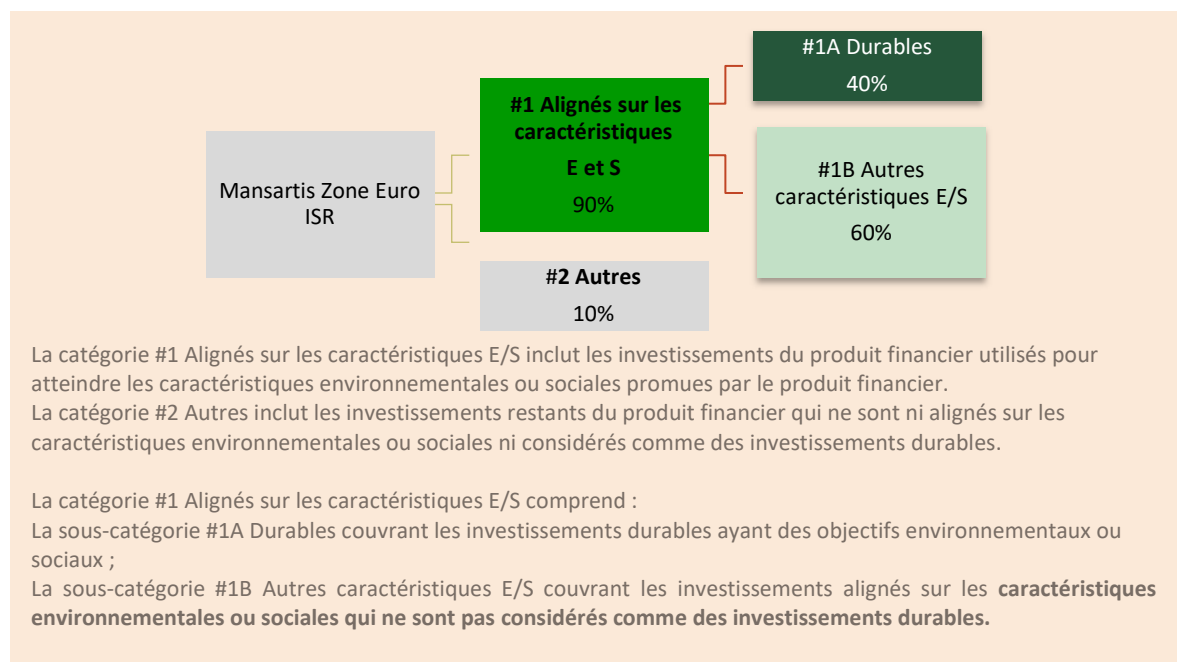 #1A Durables
40%
#1 Alignés sur les
caractéristiques
E et S
90%
Mansartis Zone Euro
ISR
#1B Autres
caractéristiques E/S
60%
#2 Autres
10%
La catégorie #1 Alignés sur les caractéristiques E/S inclut les investissements du produit financier utilisés pour
atteindre les caractéristiques environnementales ou sociales promues par le produit financier.
La catégorie #2 Autres inclut les investissements restants du produit financier qui ne sont ni alignés sur les
caractéristiques environnementales ou sociales ni considérés comme des investissements durables.
La catégorie #1 Alignés sur les caractéristiques E/S comprend :
La sous-catégorie #1A Durables couvrant les investissements durables ayant des objectifs environnementaux ou
sociaux ;
La sous-catégorie #1B Autres caractéristiques E/S couvrant les investissements alignés sur les caractéristiques
environnementales ou sociales qui ne sont pas considérés comme des investissements durables.